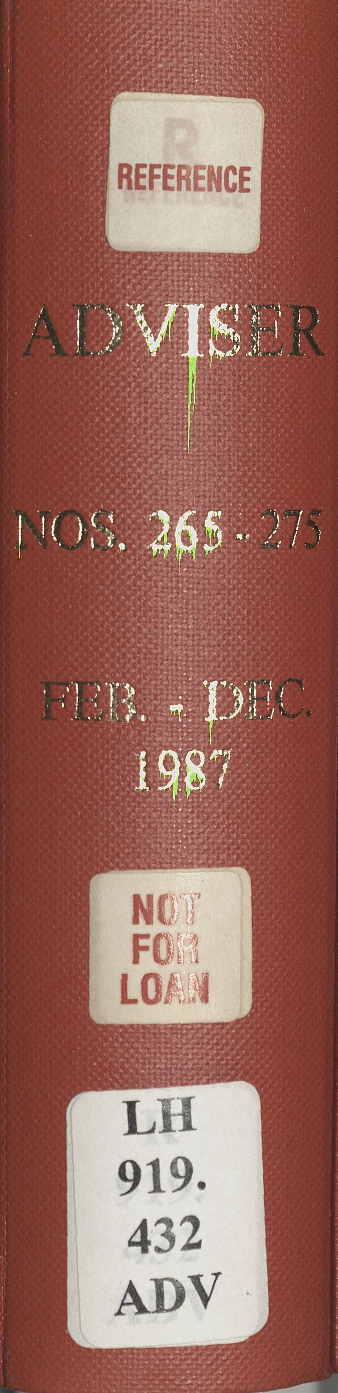 R
REFERENCE
ADVISER
NOS. 265 - 275
FEB. - DEC.
1987
NOT
FOR
LOAN
LH
919.
432
ADV